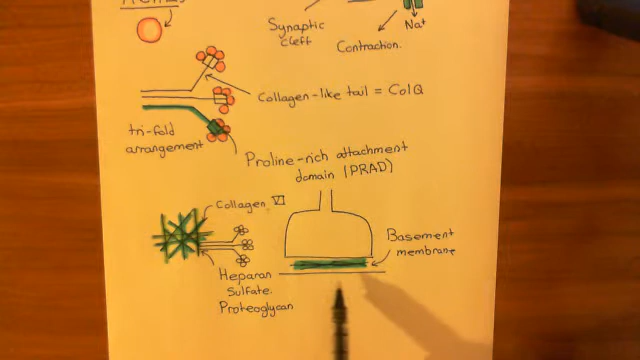 Synaptic
cleft
Na+
Contraction.
Collagen-like tail = ColQ
tri-fold
arrangement
Proline-rich attachment
domain (PRAD)
Collagen VI
Basement
membrane
Heparan
Sulfate
Proteoglycan